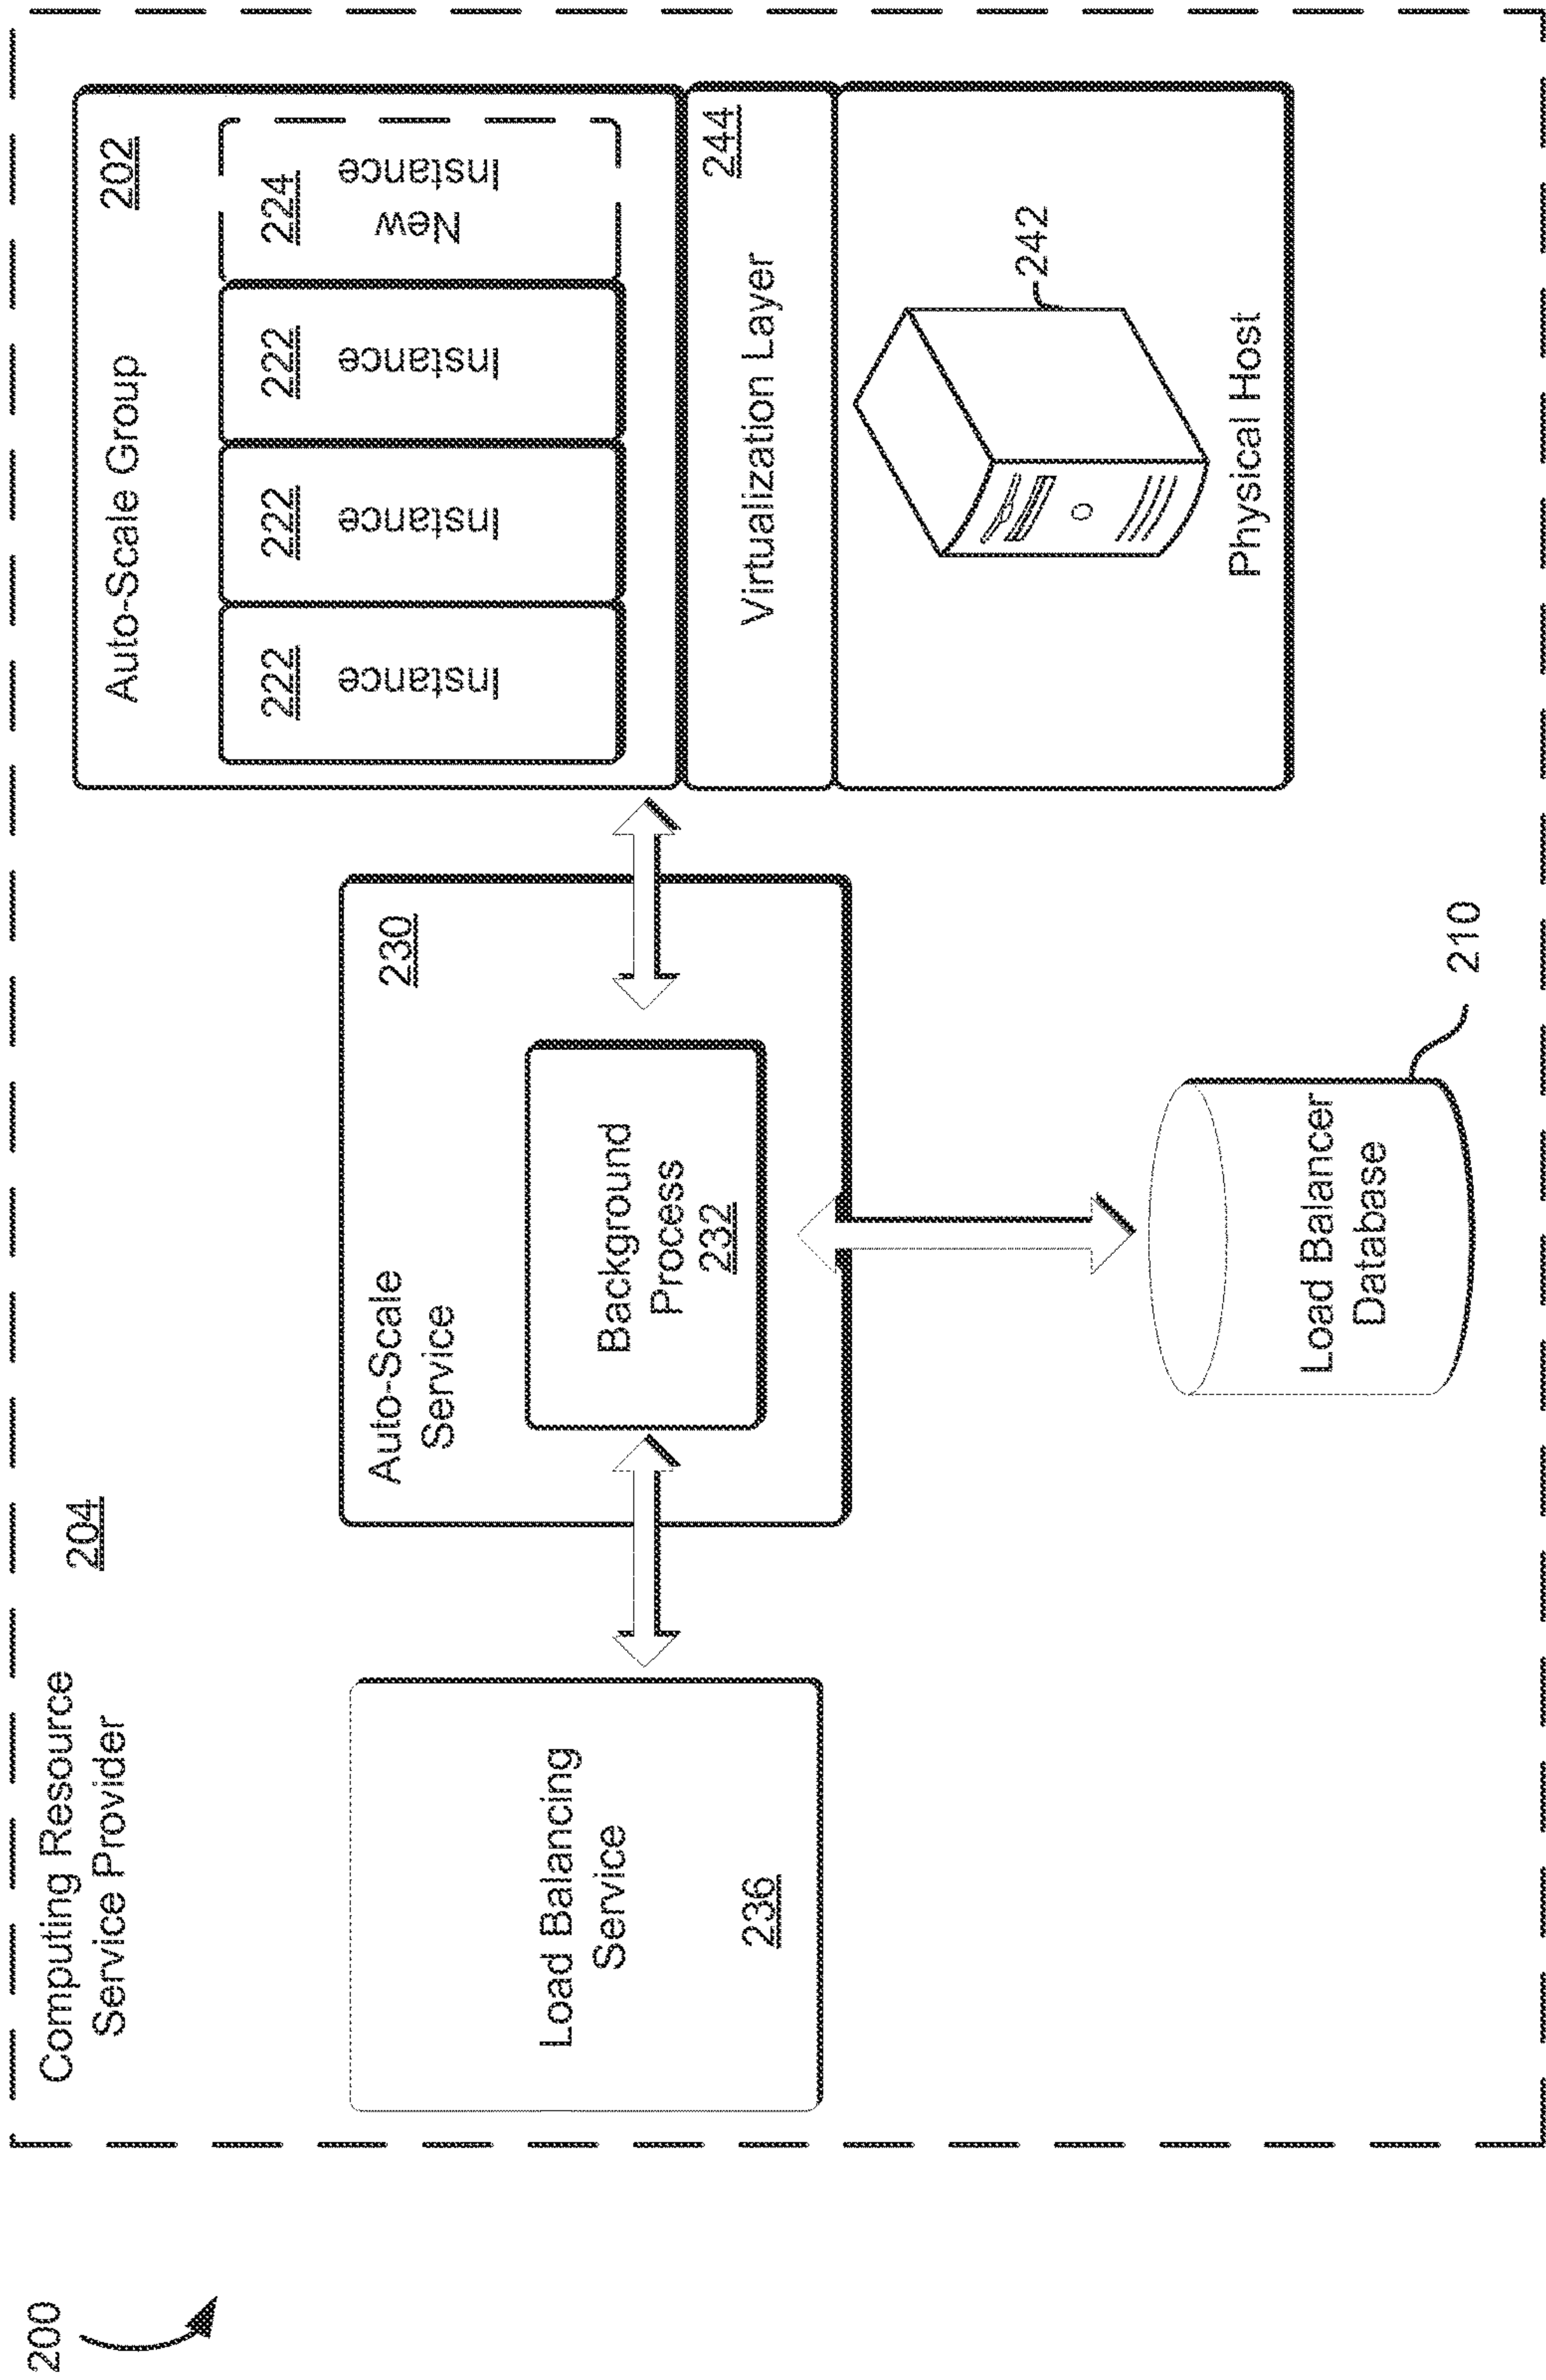 200
Computing Resource
Service Provider
204
Load Balancing
Service
236
Auto-Scale
Service
230
Background
Process
232
Load Balancer
Database
210
Auto-Scale Group
202
222
Instance
222
Instance
222
Instance
224
New
Instance
Virtualization Layer
244
242
Physical Host